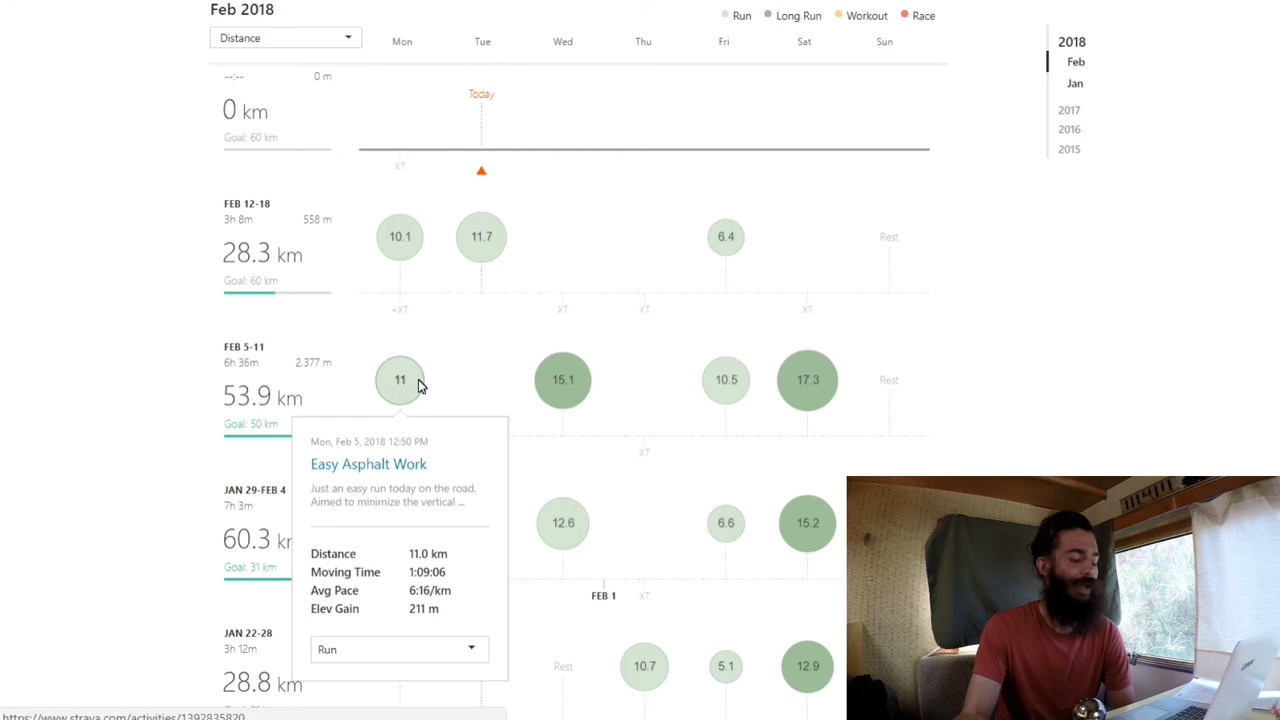 Feb 2018
Run Long Run Workout Race
Distance
Mon Tue Wed Thu Fri Sat Sun
2018
Feb
Jan
2017
2016
2015
--:-- 0 m
0 km
Goal: 60 km
Today
XT
FEB 12-18
3h 8m 558 m
28.3 km
Goal: 60 km
10.1 11.7 6.4 Rest
+XT XT XT XT
FEB 5-11
6h 36m 2,377 m
53.9 km
Goal: 50 km
11 15.1 10.5 17.3 Rest
XT
Mon, Feb 5, 2018 12:50 PM
Easy Asphalt Work
Just an easy run today on the road.
Aimed to minimize the vertical ...
Distance 11.0 km
Moving Time 1:09:06
Avg Pace 6:16/km
Elev Gain 211 m
Run
JAN 29-FEB 4
7h 3m
60.3
Goal: 31 km
12.6 6.6 15.2
FEB 1 XT
JAN 22-28
3h 12m
28.8 km
Rest 10.7 5.1 12.9
https://www.strava.com/activities/1392835820